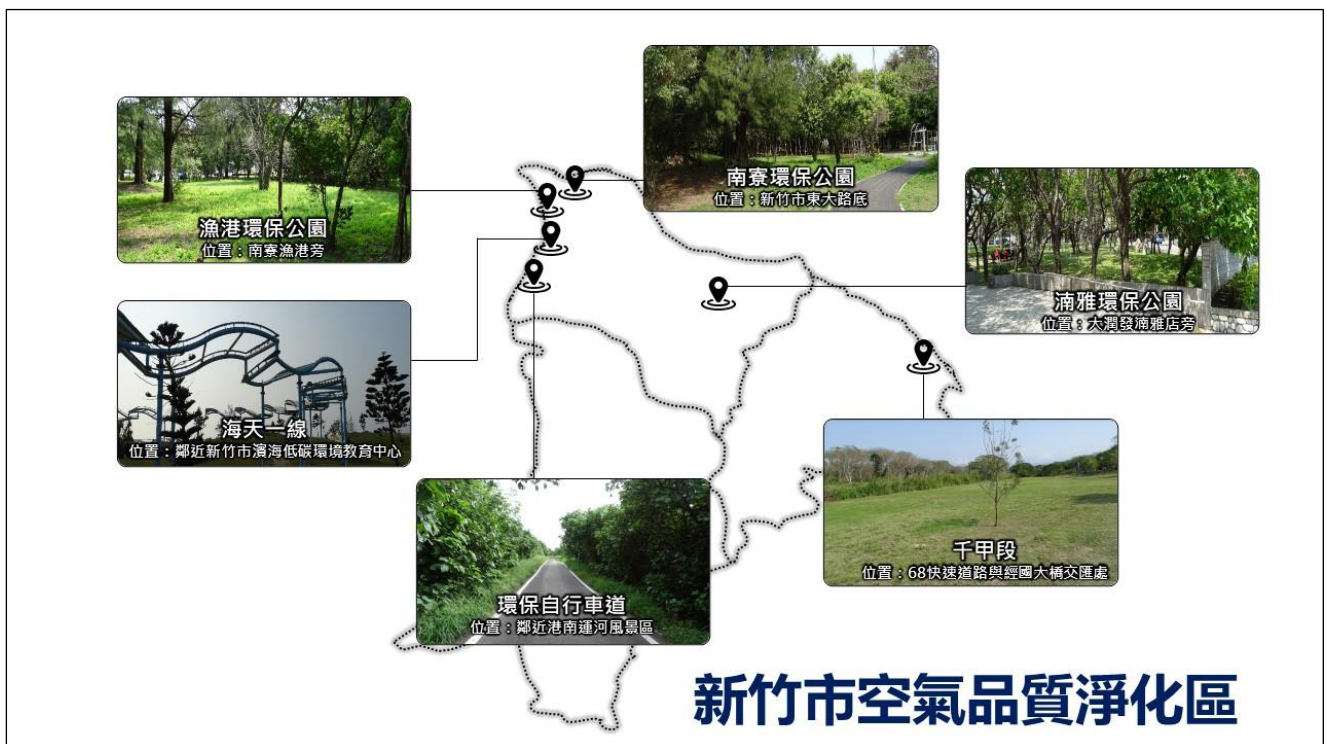 南寮環保公園
位置：新竹市東大路底
漁港環保公園
位置：南寮漁港旁
湳雅環保公園
位置：大潤發湳雅店旁
海天一線
位置：鄰近新竹市濱海低碳環境教育中心
千甲段
位置：68快速道路與經國大橋交匯處
環保自行車道
位置：鄰近港南運河風景區
新竹市空氣品質淨化區